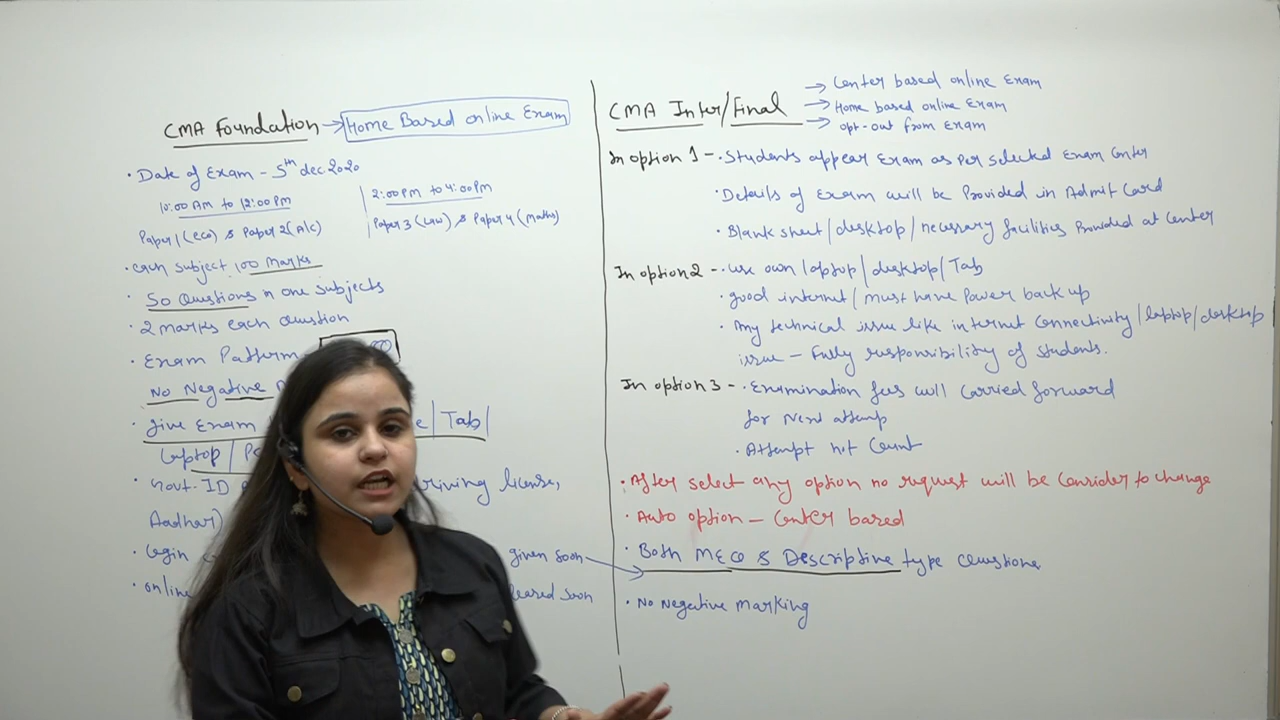 CMA Foundation → Home Based online Exam
• Date of Exam - 5th dec 2020
10:00 AM to 12:00 PM
Paper 1 (eco) & Paper 2 (A/c)
2:00 PM to 4:00 PM
Paper 3 (Law) & Paper 4 (Maths)
• each subject 100 Marks
• 50 Questions in one subjects
• 2 marks each question
• Exam Platform
No Negative
• give Exam Tab/
laptop/
• Govt. ID driving license,
Aadhar)
• login given soon
• online soon
CMA Inter/Final
→ Center based online Exam
→ Home based online Exam
→ opt-out from Exam
In option 1 - • Students appear Exam as per selected Exam Center
• Details of Exam will be Provided in Admit Card
• Blank sheet/desktop/necessary facilities Provided at Center
In option 2 - • use own laptop/desktop/Tab
• good internet/must have Power back up
• Any technical issue like internet Connectivity/laptop/desktop
issue - Fully responsibility of students.
In option 3 - • Examination fees will Carried forward
for Next attemp
• Attempt not Count
• After select any option no request will be Consider to change
• Auto option - Center based
• Both MCQ & Descriptive type questions
• No Negative marking